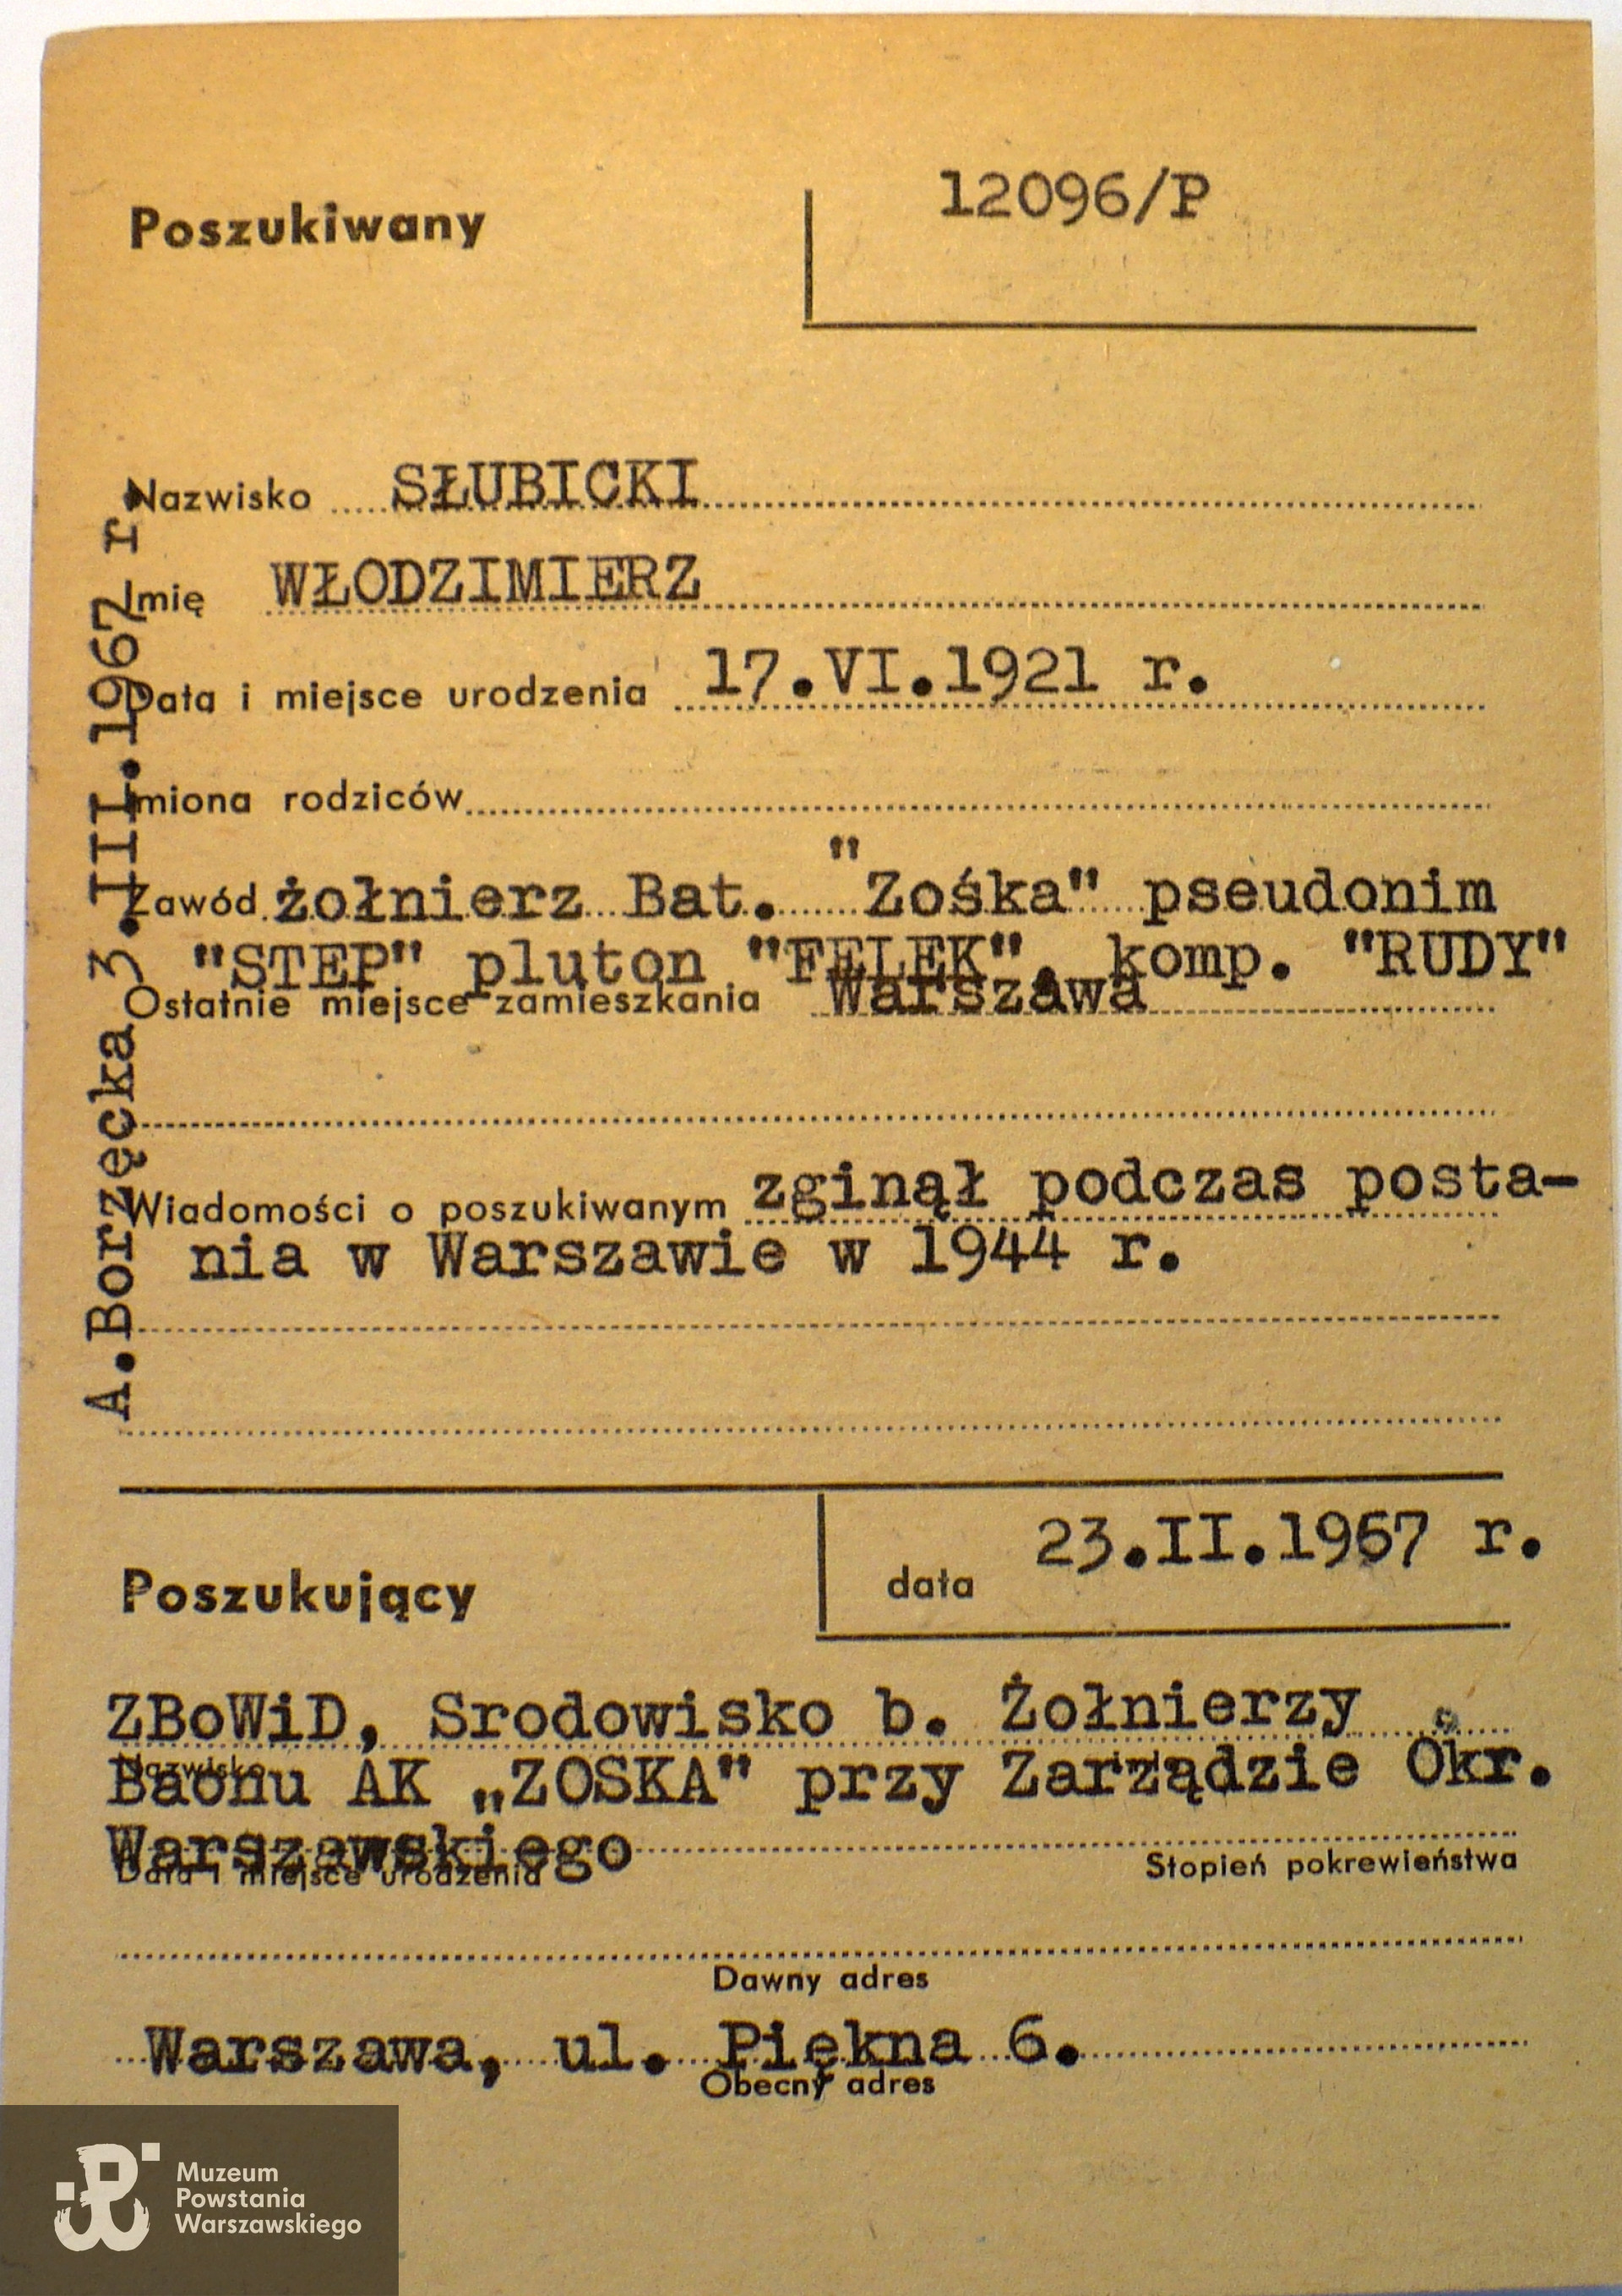 Poszukiwany
12096/P
Nazwisko SŁUBICKI
Imię WŁODZIMIERZ
Data i miejsce urodzenia 17.VI.1921 r.
Imiona rodziców
Zawód żołnierz Bat. "Zośka" pseudonim
"STEP" pluton "FELEK", komp. "RUDY"
Ostatnie miejsce zamieszkania Warszawa
Wiadomości o poszukiwanym zginął podczas posta-
nia w Warszawie w 1944 r.
A.Borzęcka 3.III.1967 r.
Poszukujący
data 23.II.1967 r.
ZBoWiD, Srodowisko b. Żołnierzy
Nazwisko
Baonu AK „ZOSKA" przy Zarządzie Okr.
Warszawskiego
Data i miejsce urodzenia
Stopień pokrewieństwa
Dawny adres
Warszawa, ul. Piękna 6.
Obecny adres
Muzeum
Powstania
Warszawskiego